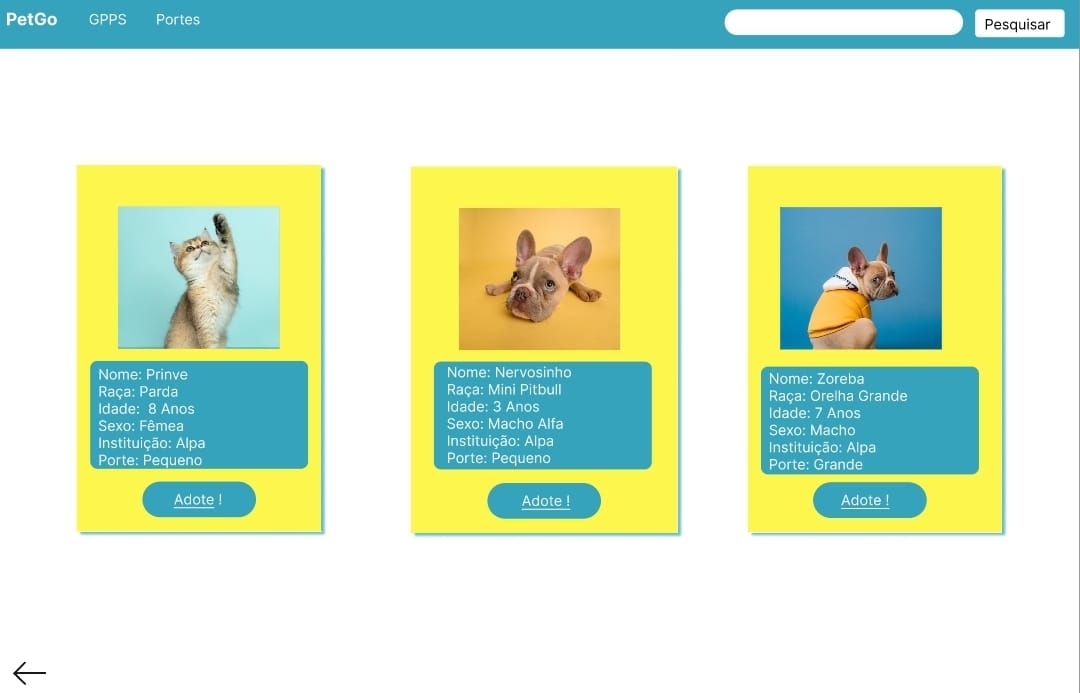 PetGo GPPS Portes Pesquisar
Nome: Prinve
Raça: Parda
Idade:  8 Anos
Sexo: Fêmea
Instituição: Alpa
Porte: Pequeno
Adote !
Nome: Nervosinho
Raça: Mini Pitbull
Idade: 3 Anos
Sexo: Macho Alfa
Instituição: Alpa
Porte: Pequeno
Adote !
Nome: Zoreba
Raça: Orelha Grande
Idade: 7 Anos
Sexo: Macho
Instituição: Alpa
Porte: Grande
Adote !